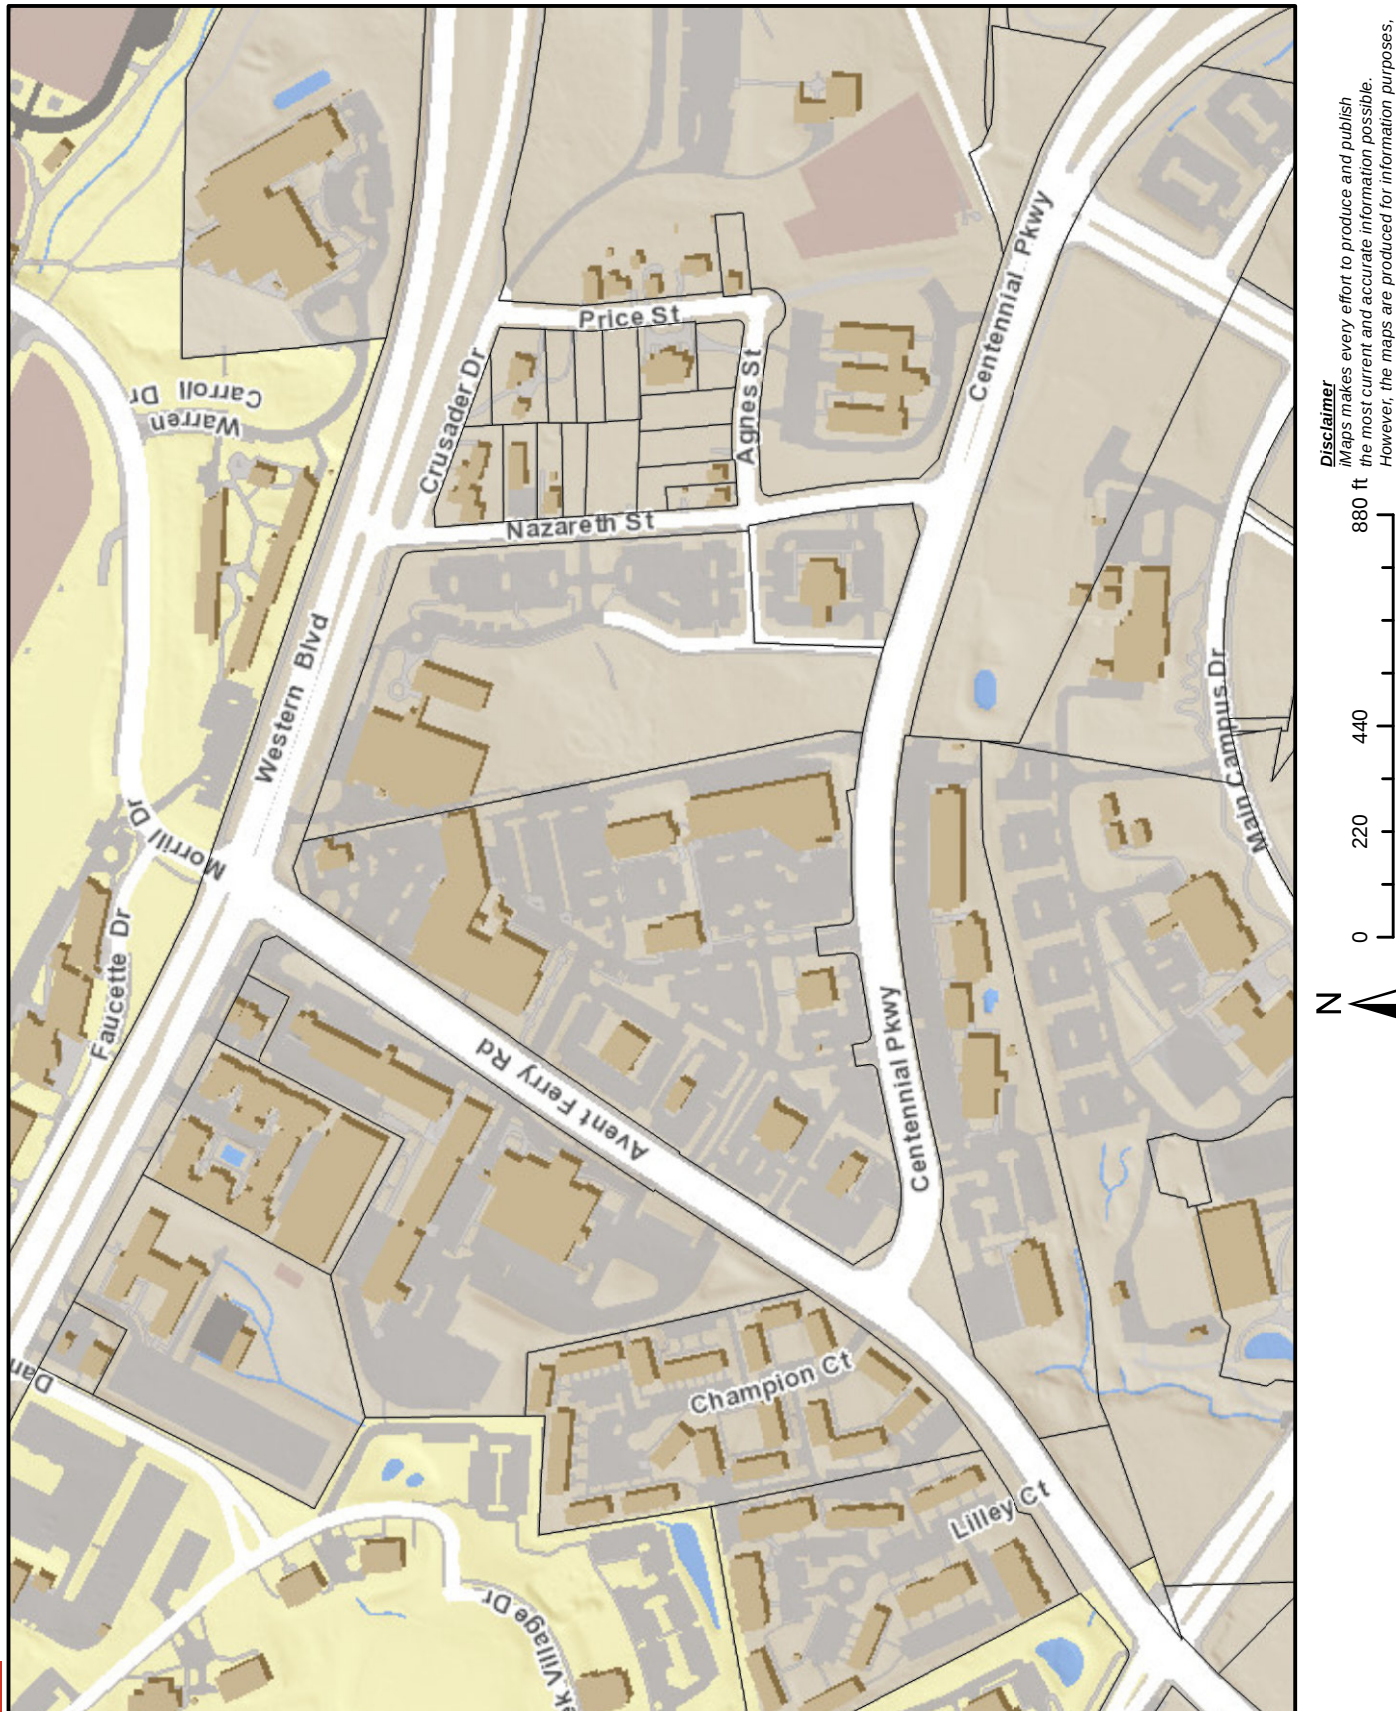 Centennial Pkwy
Price St
Crusader Dr
Agnes St
Warren
Carroll Dr
Nazareth St
Western Blvd
Main Campus Dr
Morrill Dr
Faucette Dr
Avent Ferry Rd
Centennial Pkwy
Champion Ct
Dan
Lilley Ct
ek Village Dr
N
0 220 440 880 ft
Disclaimer
iMaps makes every effort to produce and publish
the most current and accurate information possible.
However, the maps are produced for information purposes,